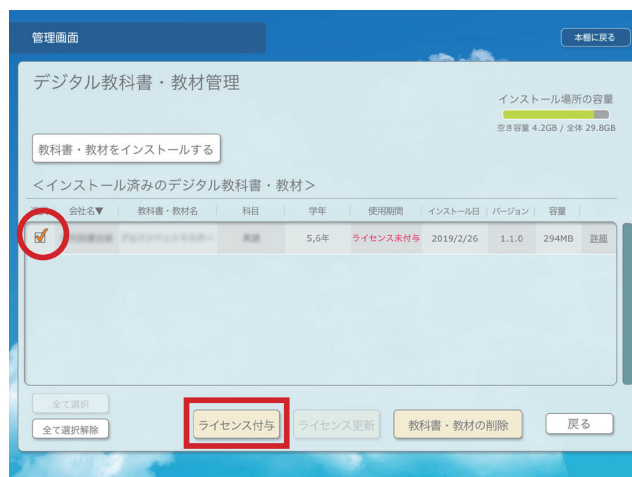 管理画面
本棚に戻る
デジタル教科書・教材管理
インストール場所の容量
空き容量 4.2GB / 全体 29.8GB
教科書・教材をインストールする
<インストール済みのデジタル教科書・教材>
会社名▼ 教科書・教材名 科目 学年 使用期間 インストール日 バージョン 容量
5,6年 ライセンス未付与 2019/2/26 1.1.0 294MB 詳細
全て選択
全て選択解除
ライセンス付与
ライセンス更新
教科書・教材の削除
戻る